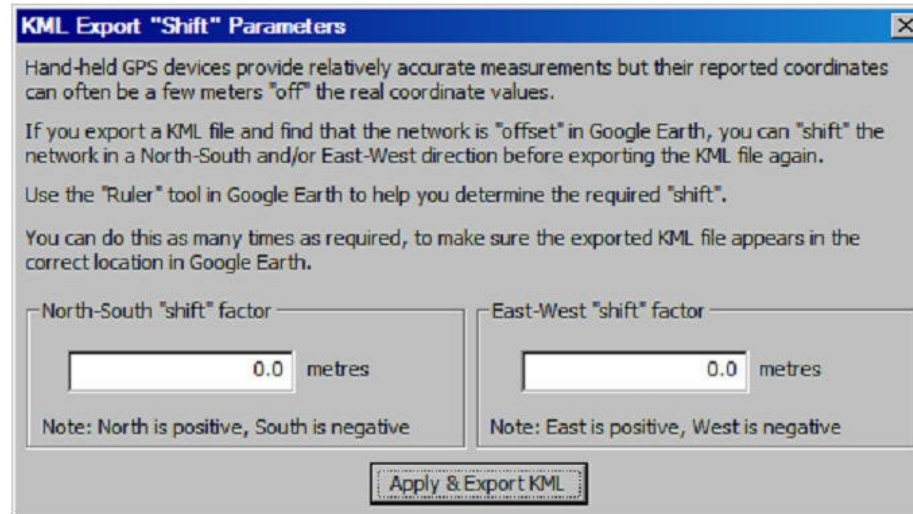 KML Export "Shift" Parameters
Hand-held GPS devices provide relatively accurate measurements but their reported coordinates
can often be a few meters "off" the real coordinate values.
If you export a KML file and find that the network is "offset" in Google Earth, you can "shift" the
network in a North-South and/or East-West direction before exporting the KML file again.
Use the "Ruler" tool in Google Earth to help you determine the required "shift".
You can do this as many times as required, to make sure the exported KML file appears in the
correct location in Google Earth.
North-South "shift" factor
0.0 metres
Note: North is positive, South is negative
East-West "shift" factor
0.0 metres
Note: East is positive, West is negative
Apply & Export KML